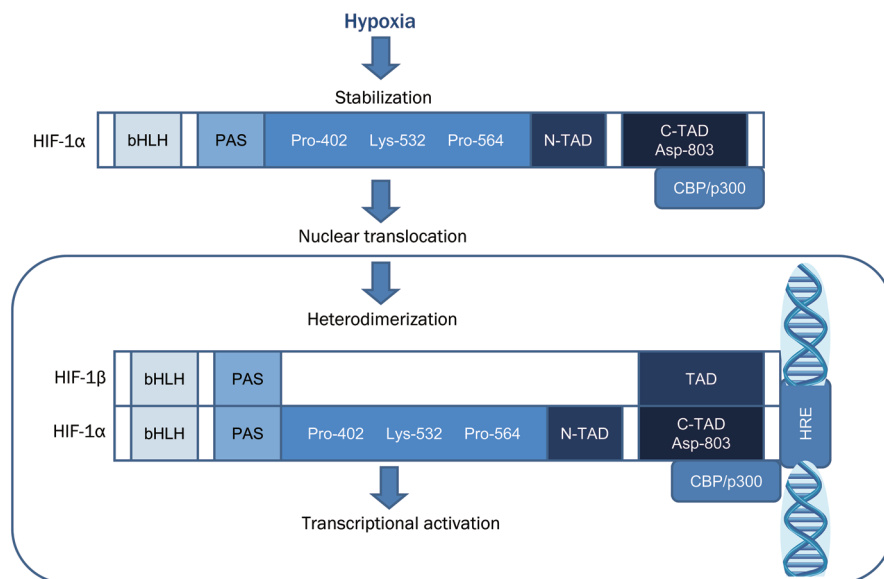 Hypoxia
Stabilization
HIF-1α bHLH PAS Pro-402 Lys-532 Pro-564 N-TAD C-TAD
Asp-803
CBP/p300
Nuclear translocation
Heterodimerization
HIF-1β bHLH PAS TAD
HIF-1α bHLH PAS Pro-402 Lys-532 Pro-564 N-TAD C-TAD
Asp-803
HRE
CBP/p300
Transcriptional activation